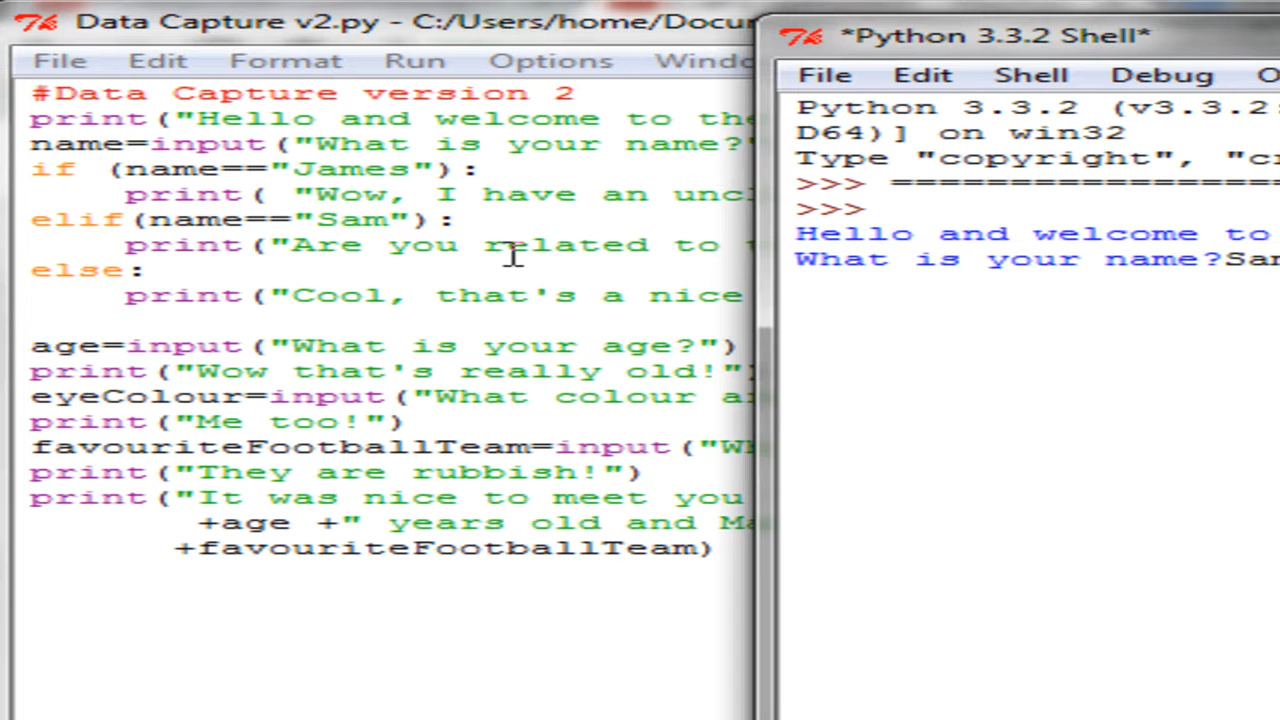 Data Capture v2.py - C:/Users/home/Docu
File Edit Format Run Options Windo
#Data Capture version 2
print("Hello and welcome to the
name=input("What is your name?"
if (name=="James"):
print( "Wow, I have an uncl
elif(name=="Sam"):
print("Are you related to
else:
print("Cool, that's a nice
age=input("What is your age?")
print("Wow that's really old!")
eyeColour=input("What colour a
print("Me too!")
favouriteFootballTeam=input("Wh
print("They are rubbish!")
print("It was nice to meet you
+age +" years old and Ma
+favouriteFootballTeam)
*Python 3.3.2 Shell*
File Edit Shell Debug O
Python 3.3.2 (v3.3.2:
D64)] on win32
Type "copyright", "cr
>>> ================
>>>
Hello and welcome to
What is your name?Sam